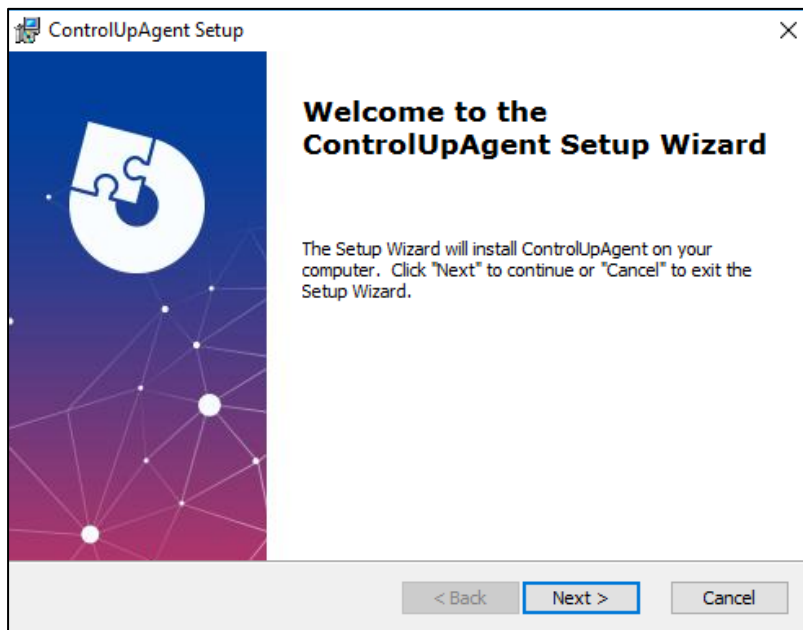 ControlUpAgent Setup
Welcome to the
ControlUpAgent Setup Wizard
The Setup Wizard will install ControlUpAgent on your
computer. Click "Next" to continue or "Cancel" to exit the
Setup Wizard.
< Back Next > Cancel